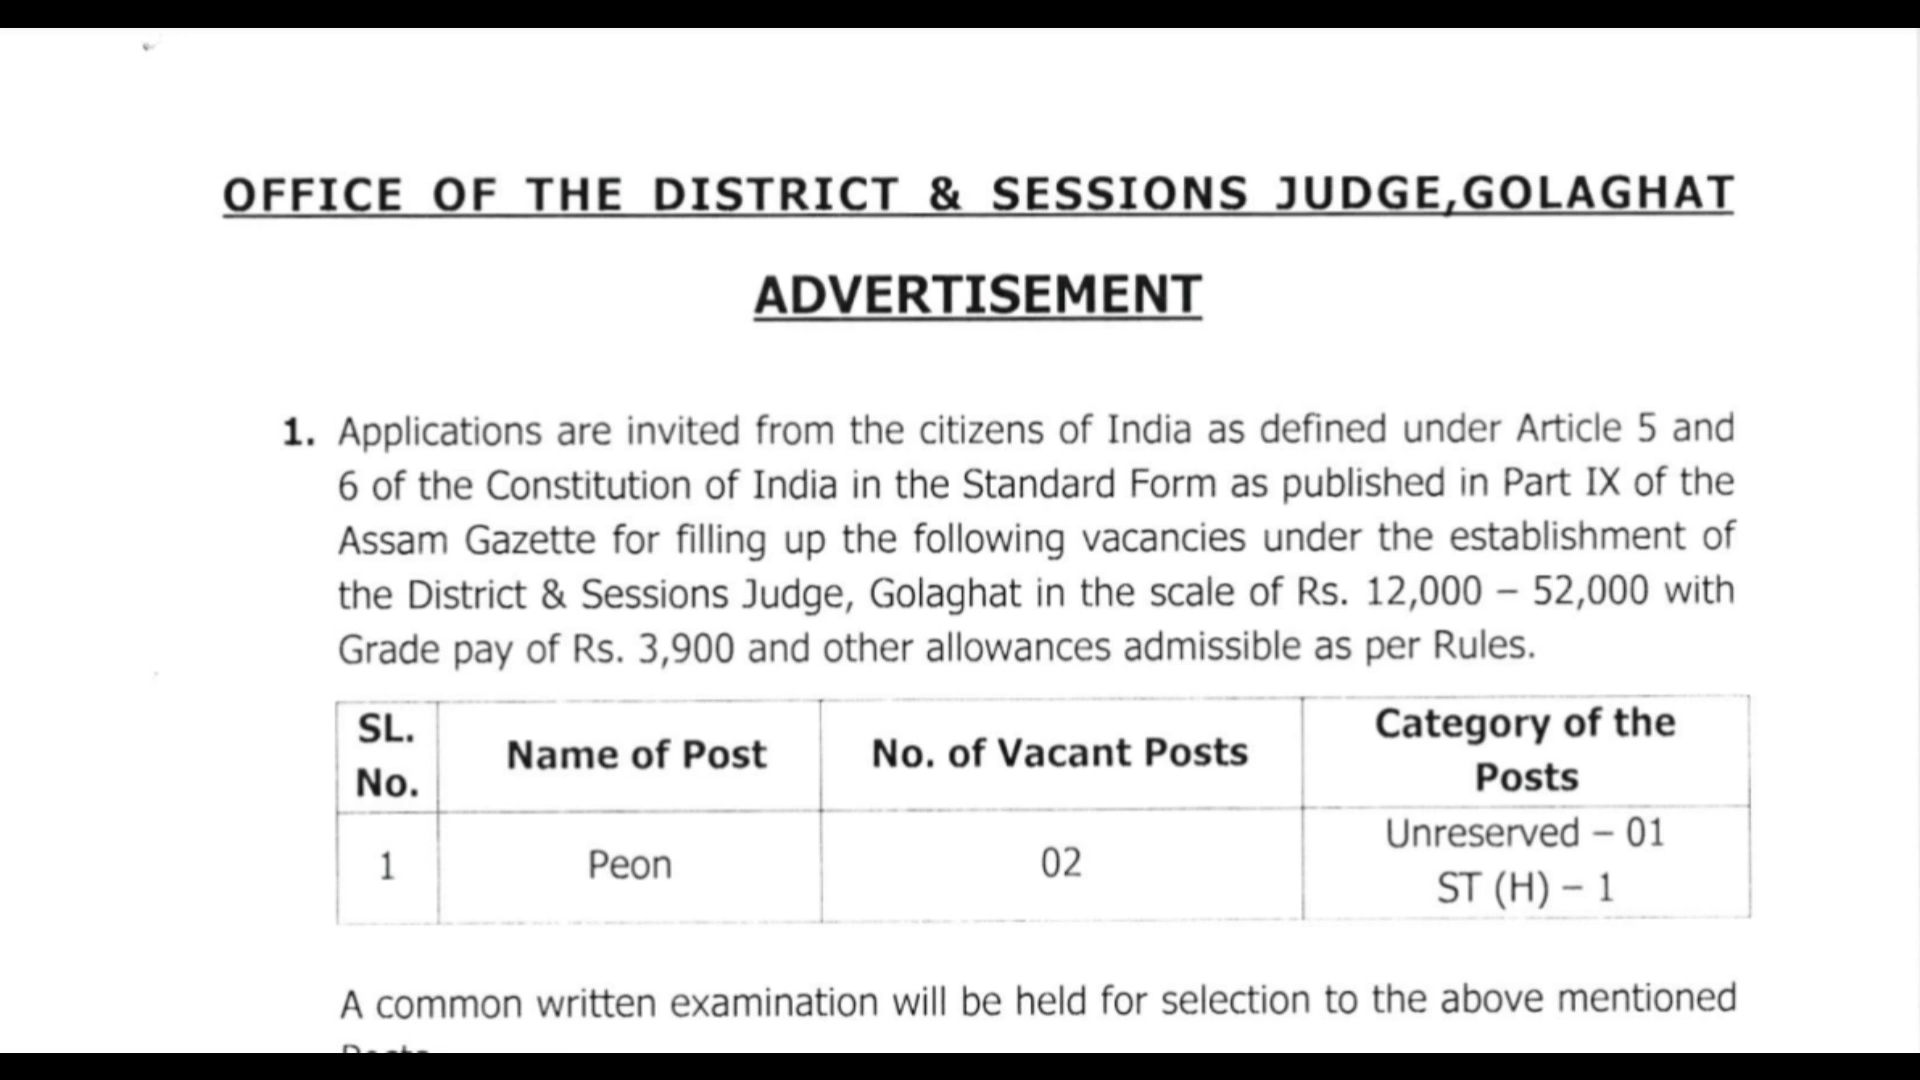 OFFICE OF THE DISTRICT & SESSIONS JUDGE,GOLAGHAT
ADVERTISEMENT
1. Applications are invited from the citizens of India as defined under Article 5 and
6 of the Constitution of India in the Standard Form as published in Part IX of the
Assam Gazette for filling up the following vacancies under the establishment of
the District & Sessions Judge, Golaghat in the scale of Rs. 12,000 – 52,000 with
Grade pay of Rs. 3,900 and other allowances admissible as per Rules.
SL. No. Name of Post No. of Vacant Posts Category of the Posts
1 Peon 02 Unreserved – 01
ST (H) – 1
A common written examination will be held for selection to the above mentioned